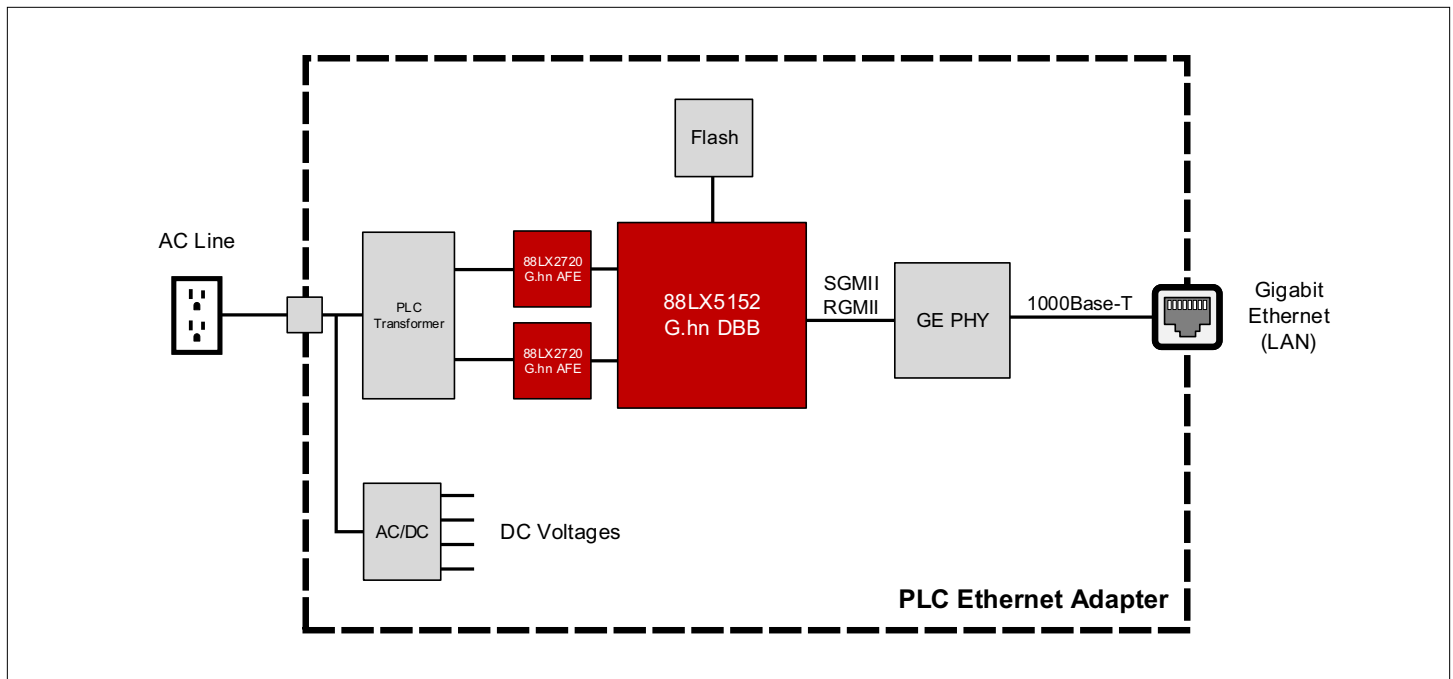 Flash
AC Line
PLC
Transformer
88LX2720
G.hn AFE
88LX2720
G.hn AFE
88LX5152
G.hn DBB
SGMII
RGMII
GE PHY
1000Base-T
Gigabit
Ethernet
(LAN)
AC/DC
DC Voltages
PLC Ethernet Adapter